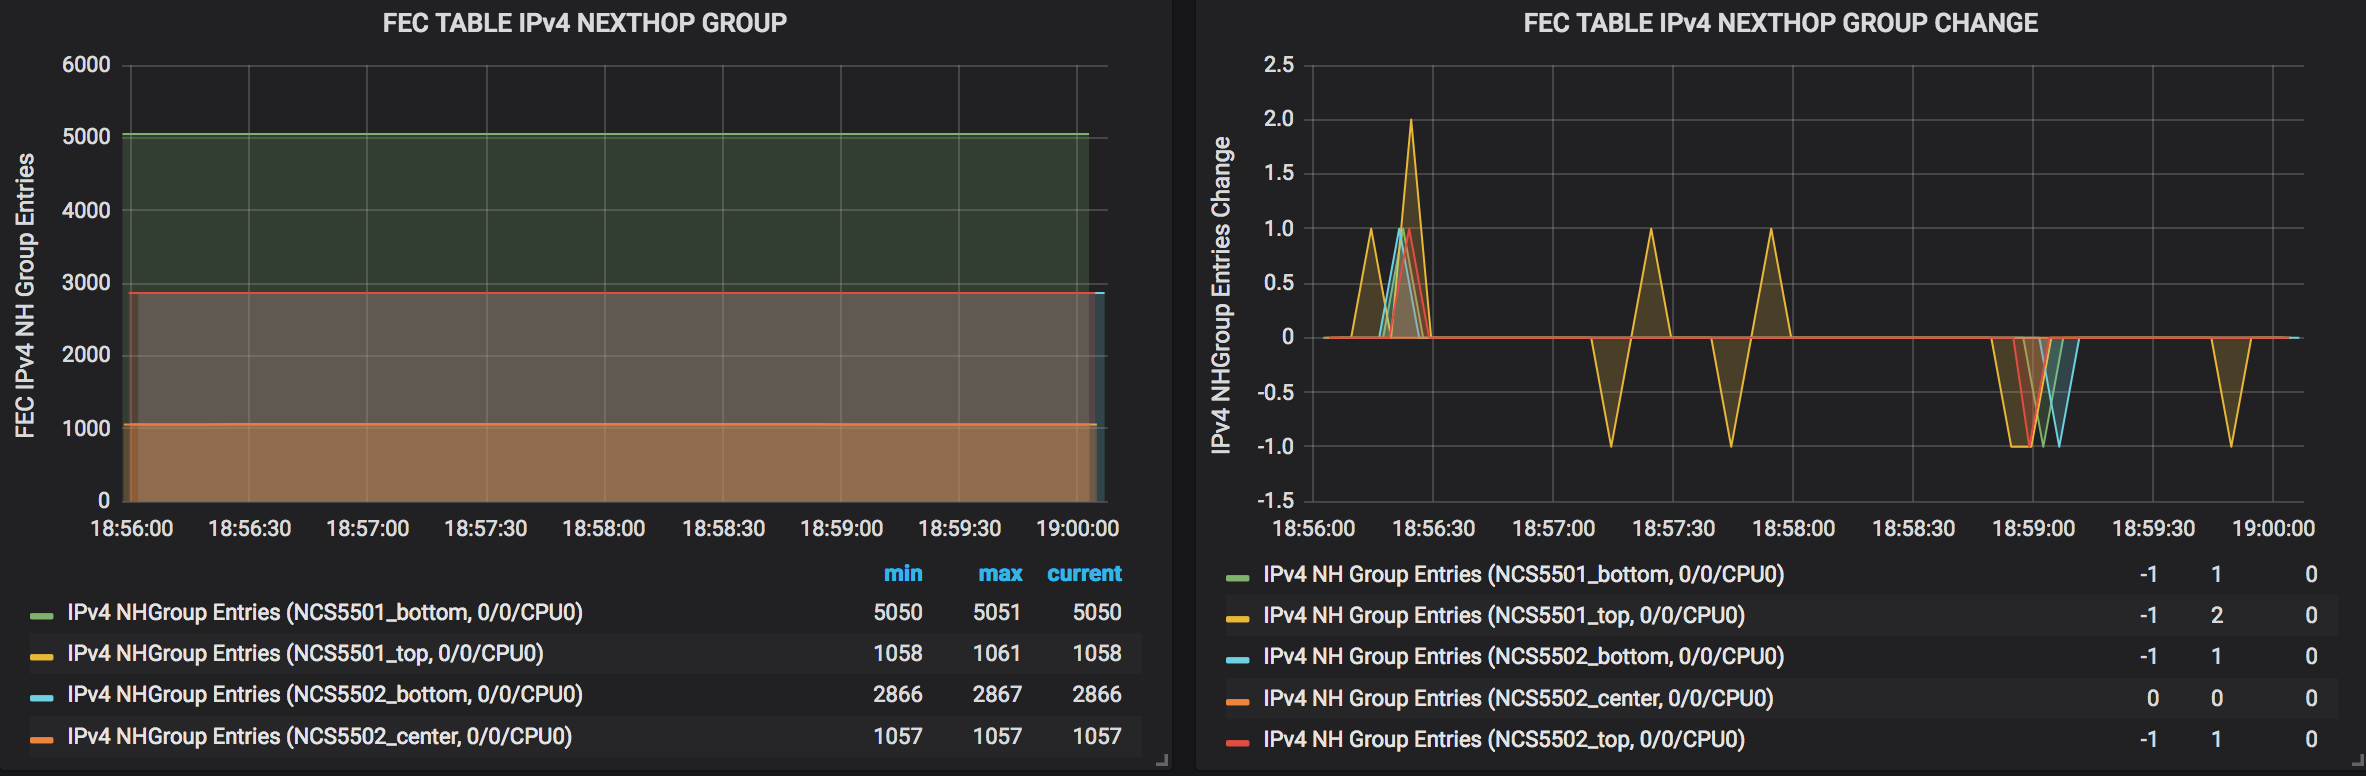 FEC TABLE IPv4 NEXTHOP GROUP
FEC IPv4 NH Group Entries
6000
5000
4000
3000
2000
1000
0
18:56:00 18:56:30 18:57:00 18:57:30 18:58:00 18:58:30 18:59:00 18:59:30 19:00:00
min max current
IPv4 NHGroup Entries (NCS5501_bottom, 0/0/CPU0) 5050 5051 5050
IPv4 NHGroup Entries (NCS5501_top, 0/0/CPU0) 1058 1061 1058
IPv4 NHGroup Entries (NCS5502_bottom, 0/0/CPU0) 2866 2867 2866
IPv4 NHGroup Entries (NCS5502_center, 0/0/CPU0) 1057 1057 1057
FEC TABLE IPv4 NEXTHOP GROUP CHANGE
IPv4 NHGroup Entries Change
2.5
2.0
1.5
1.0
0.5
0
-0.5
-1.0
-1.5
18:56:00 18:56:30 18:57:00 18:57:30 18:58:00 18:58:30 18:59:00 18:59:30 19:00:00
IPv4 NH Group Entries (NCS5501_bottom, 0/0/CPU0) -1 1 0
IPv4 NH Group Entries (NCS5501_top, 0/0/CPU0) -1 2 0
IPv4 NH Group Entries (NCS5502_bottom, 0/0/CPU0) -1 1 0
IPv4 NH Group Entries (NCS5502_center, 0/0/CPU0) 0 0 0
IPv4 NH Group Entries (NCS5502_top, 0/0/CPU0) -1 1 0